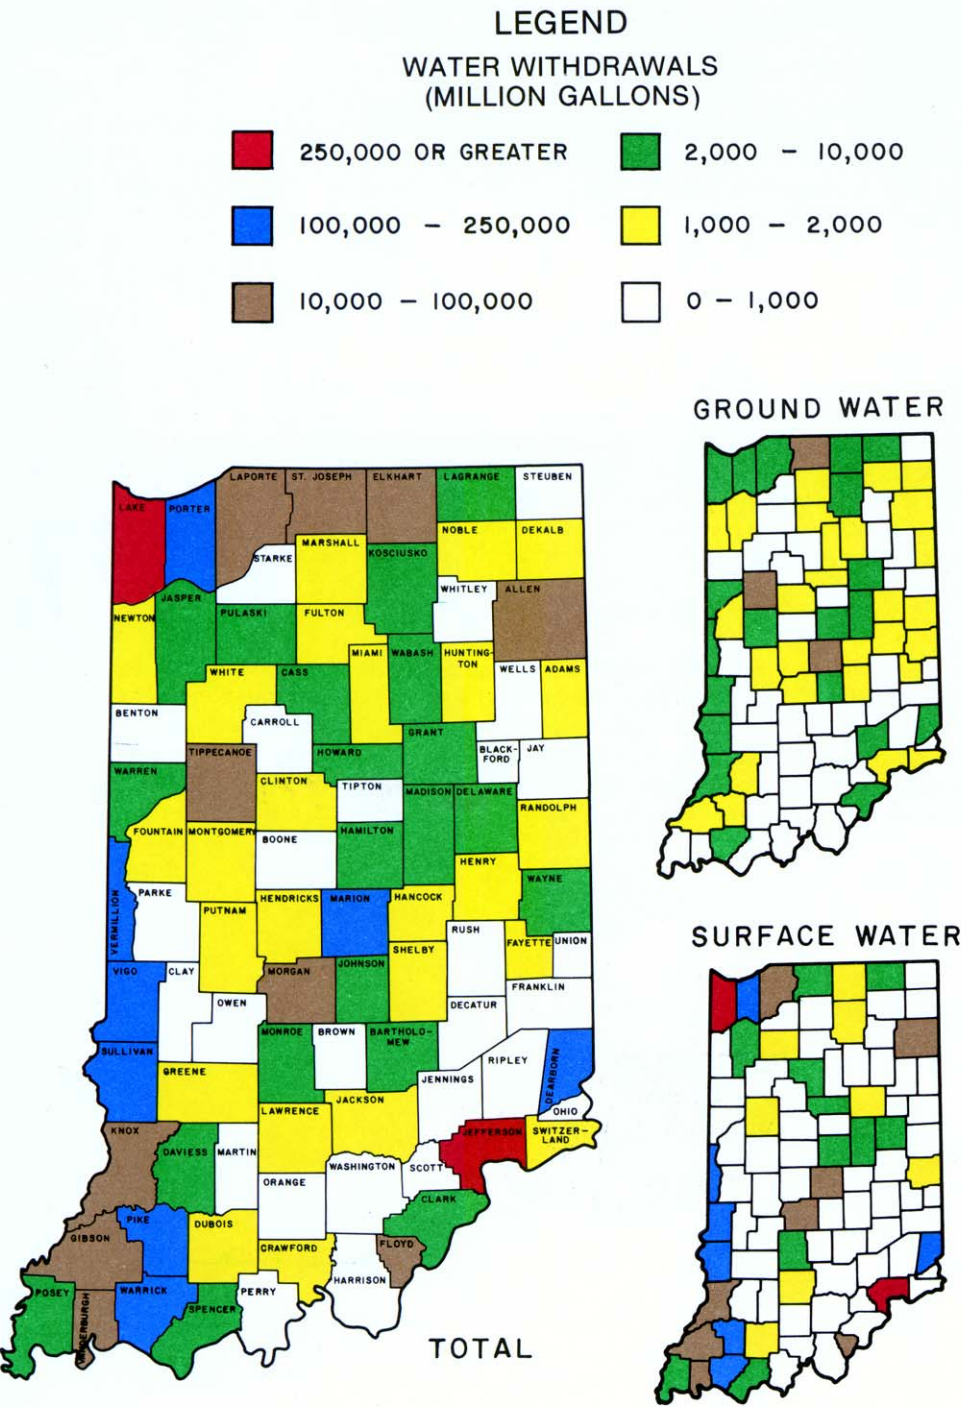 LEGEND
WATER WITHDRAWALS
(MILLION GALLONS)
250,000 OR GREATER
2,000 – 10,000
100,000 – 250,000
1,000 – 2,000
10,000 – 100,000
0 – 1,000
GROUND WATER
LAKE
PORTER
LAPORTE
ST. JOSEPH
ELKHART
LAGRANGE
STEUBEN
NOBLE
DEKALB
STARKE
MARSHALL
KOSCIUSKO
WHITLEY
ALLEN
NEWTON
JASPER
PULASKI
FULTON
MIAMI
WABASH
HUNTING-
TON
WELLS
ADAMS
WHITE
CASS
BENTON
CARROLL
GRANT
BLACK-
FORD
JAY
TIPPECANOE
HOWARD
WARREN
CLINTON
TIPTON
MADISON
DELAWARE
RANDOLPH
FOUNTAIN
MONTGOMERY
BOONE
HAMILTON
HENRY
WAYNE
VERMILLION
PARKE
PUTNAM
HENDRICKS
MARION
HANCOCK
RUSH
FAYETTE
UNION
SURFACE WATER
VIGO
CLAY
OWEN
MORGAN
JOHNSON
SHELBY
DECATUR
FRANKLIN
SULLIVAN
GREENE
MONROE
BROWN
BARTHOLO-
MEW
JENNINGS
RIPLEY
DEARBORN
OHIO
KNOX
DAVIESS
MARTIN
LAWRENCE
JACKSON
JEFFERSON
SWITZER-
LAND
ORANGE
WASHINGTON
SCOTT
CLARK
GIBSON
PIKE
DUBOIS
CRAWFORD
FLOYD
HARRISON
POSEY
VANDERBURGH
WARRICK
SPENCER
PERRY
TOTAL